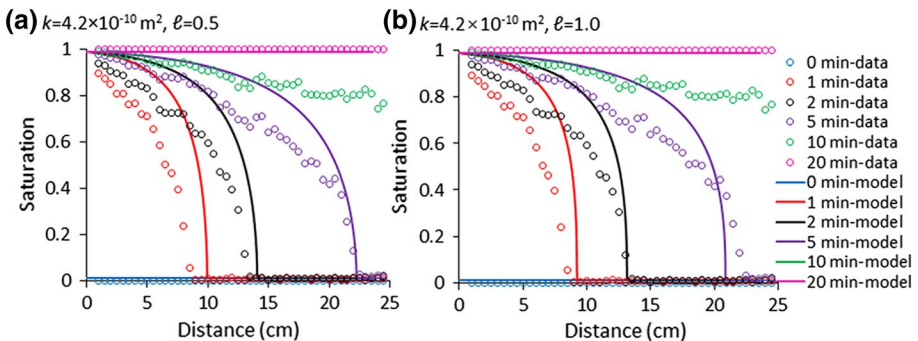 (a) k=4.2×10⁻¹⁰ m², ℓ=0.5
1
0.8
0.6
0.4
0.2
0
Saturation
0 5 10 15 20 25
Distance (cm)
(b) k=4.2×10⁻¹⁰ m², ℓ=1.0
1
0.8
0.6
0.4
0.2
0
Saturation
0 5 10 15 20 25
Distance (cm)
0 min-data
1 min-data
2 min-data
5 min-data
10 min-data
20 min-data
0 min-model
1 min-model
2 min-model
5 min-model
10 min-model
20 min-model